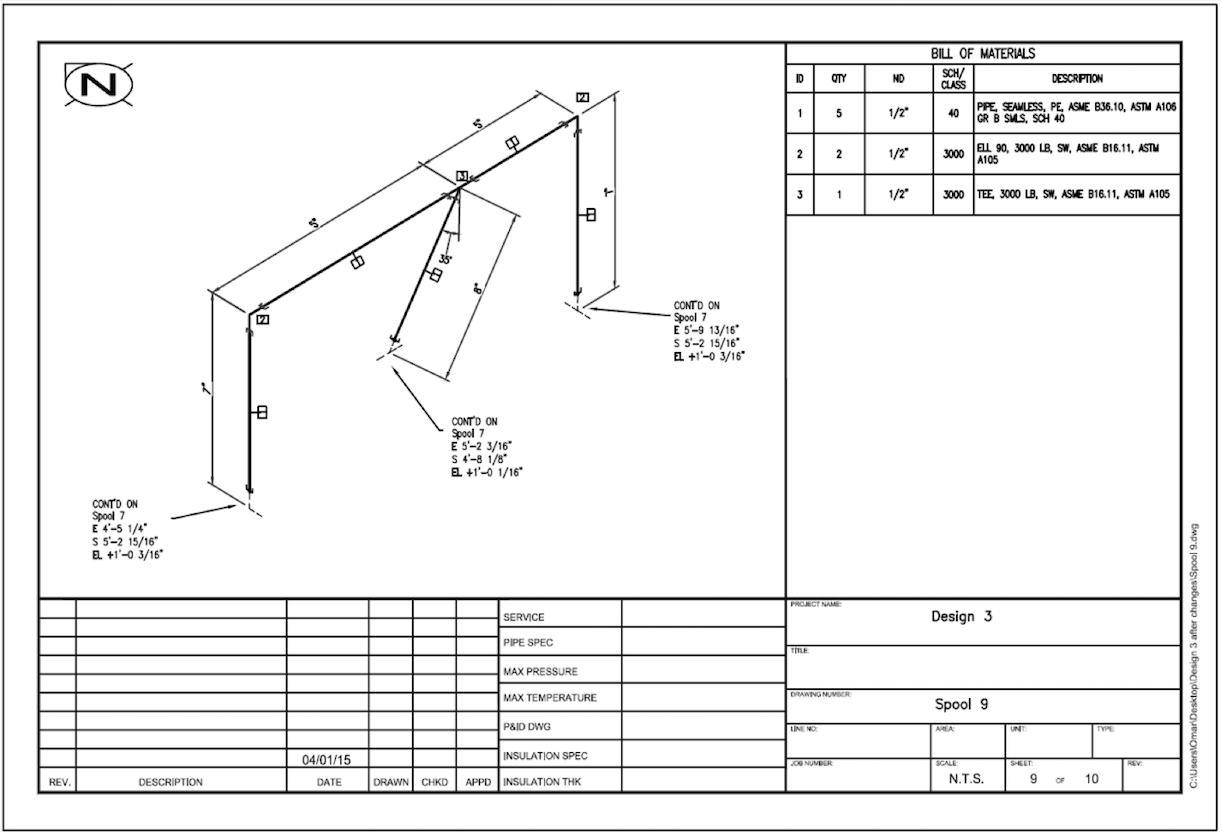 N
5"
5"
7"
7"
8"
35°
2
3
2
1
1
1
1
1
CONT'D ON
Spool 7
E 5'-9 13/16"
S 5'-2 15/16"
EL +1'-0 3/16"
CONT'D ON
Spool 7
E 5'-2 3/16"
S 4'-8 1/8"
EL +1'-0 1/16"
CONT'D ON
Spool 7
E 4'-5 1/4"
S 5'-2 15/16"
EL +1'-0 3/16"
BILL OF MATERIALS
ID QTY ND SCH/ CLASS DESCRIPTION
1 5 1/2" 40 PIPE, SEAMLESS, PE, ASME B36.10, ASTM A106
GR B SMLS, SCH 40
2 2 1/2" 3000 ELL 90, 3000 LB, SW, ASME B16.11, ASTM
A105
3 1 1/2" 3000 TEE, 3000 LB, SW, ASME B16.11, ASTM A105
04/01/15
REV. DESCRIPTION DATE DRAWN CHKD APPD
SERVICE
PIPE SPEC
MAX PRESSURE
MAX TEMPERATURE
P&ID DWG
INSULATION SPEC
INSULATION THK
PROJECT NAME:
Design 3
TITLE:
DRAWING NUMBER:
Spool 9
LINE NO: AREA: UNIT: TYPE:
JOB NUMBER: SCALE: SHEET: REV:
N.T.S. 9 OF 10
C:\Users\Omar\Desktop\Design 3 after changes\Spool 9.dwg